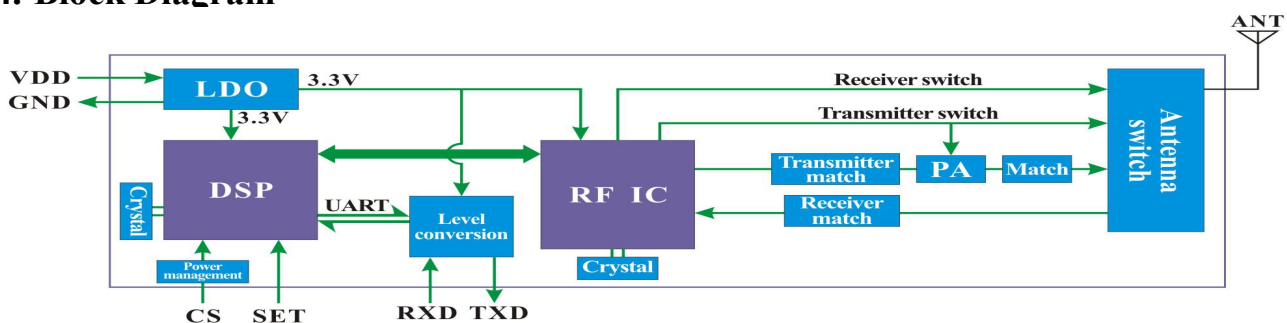 Block Diagram
ANT
VDD
GND
LDO
3.3V
3.3V
Receiver switch
Transmitter switch
Antenna
switch
DSP
Crystal
UART
Level
conversion
RF IC
Transmitter
match
PA
Match
Receiver
match
Crystal
Power
management
CS
SET
RXD
TXD